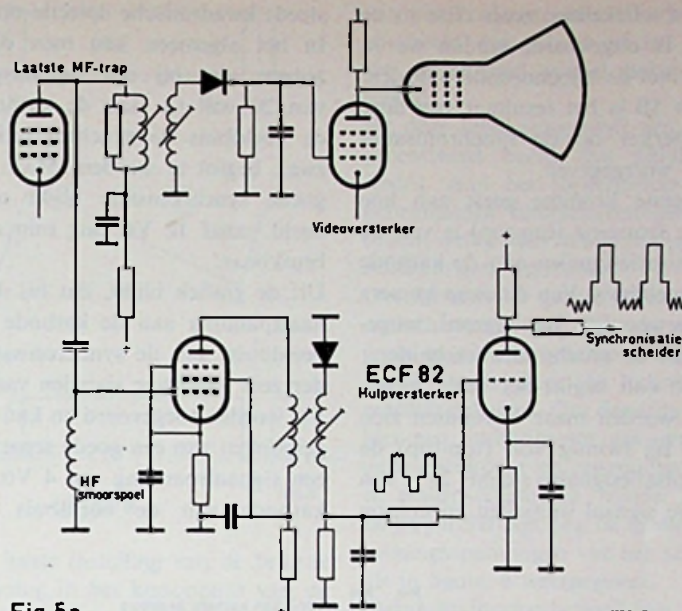 Laatste MF-trap
Videoversterker
Synchronisatie
scheider
ECF 82
Hulpversterker
HF
smoorspoel
Fig 5a